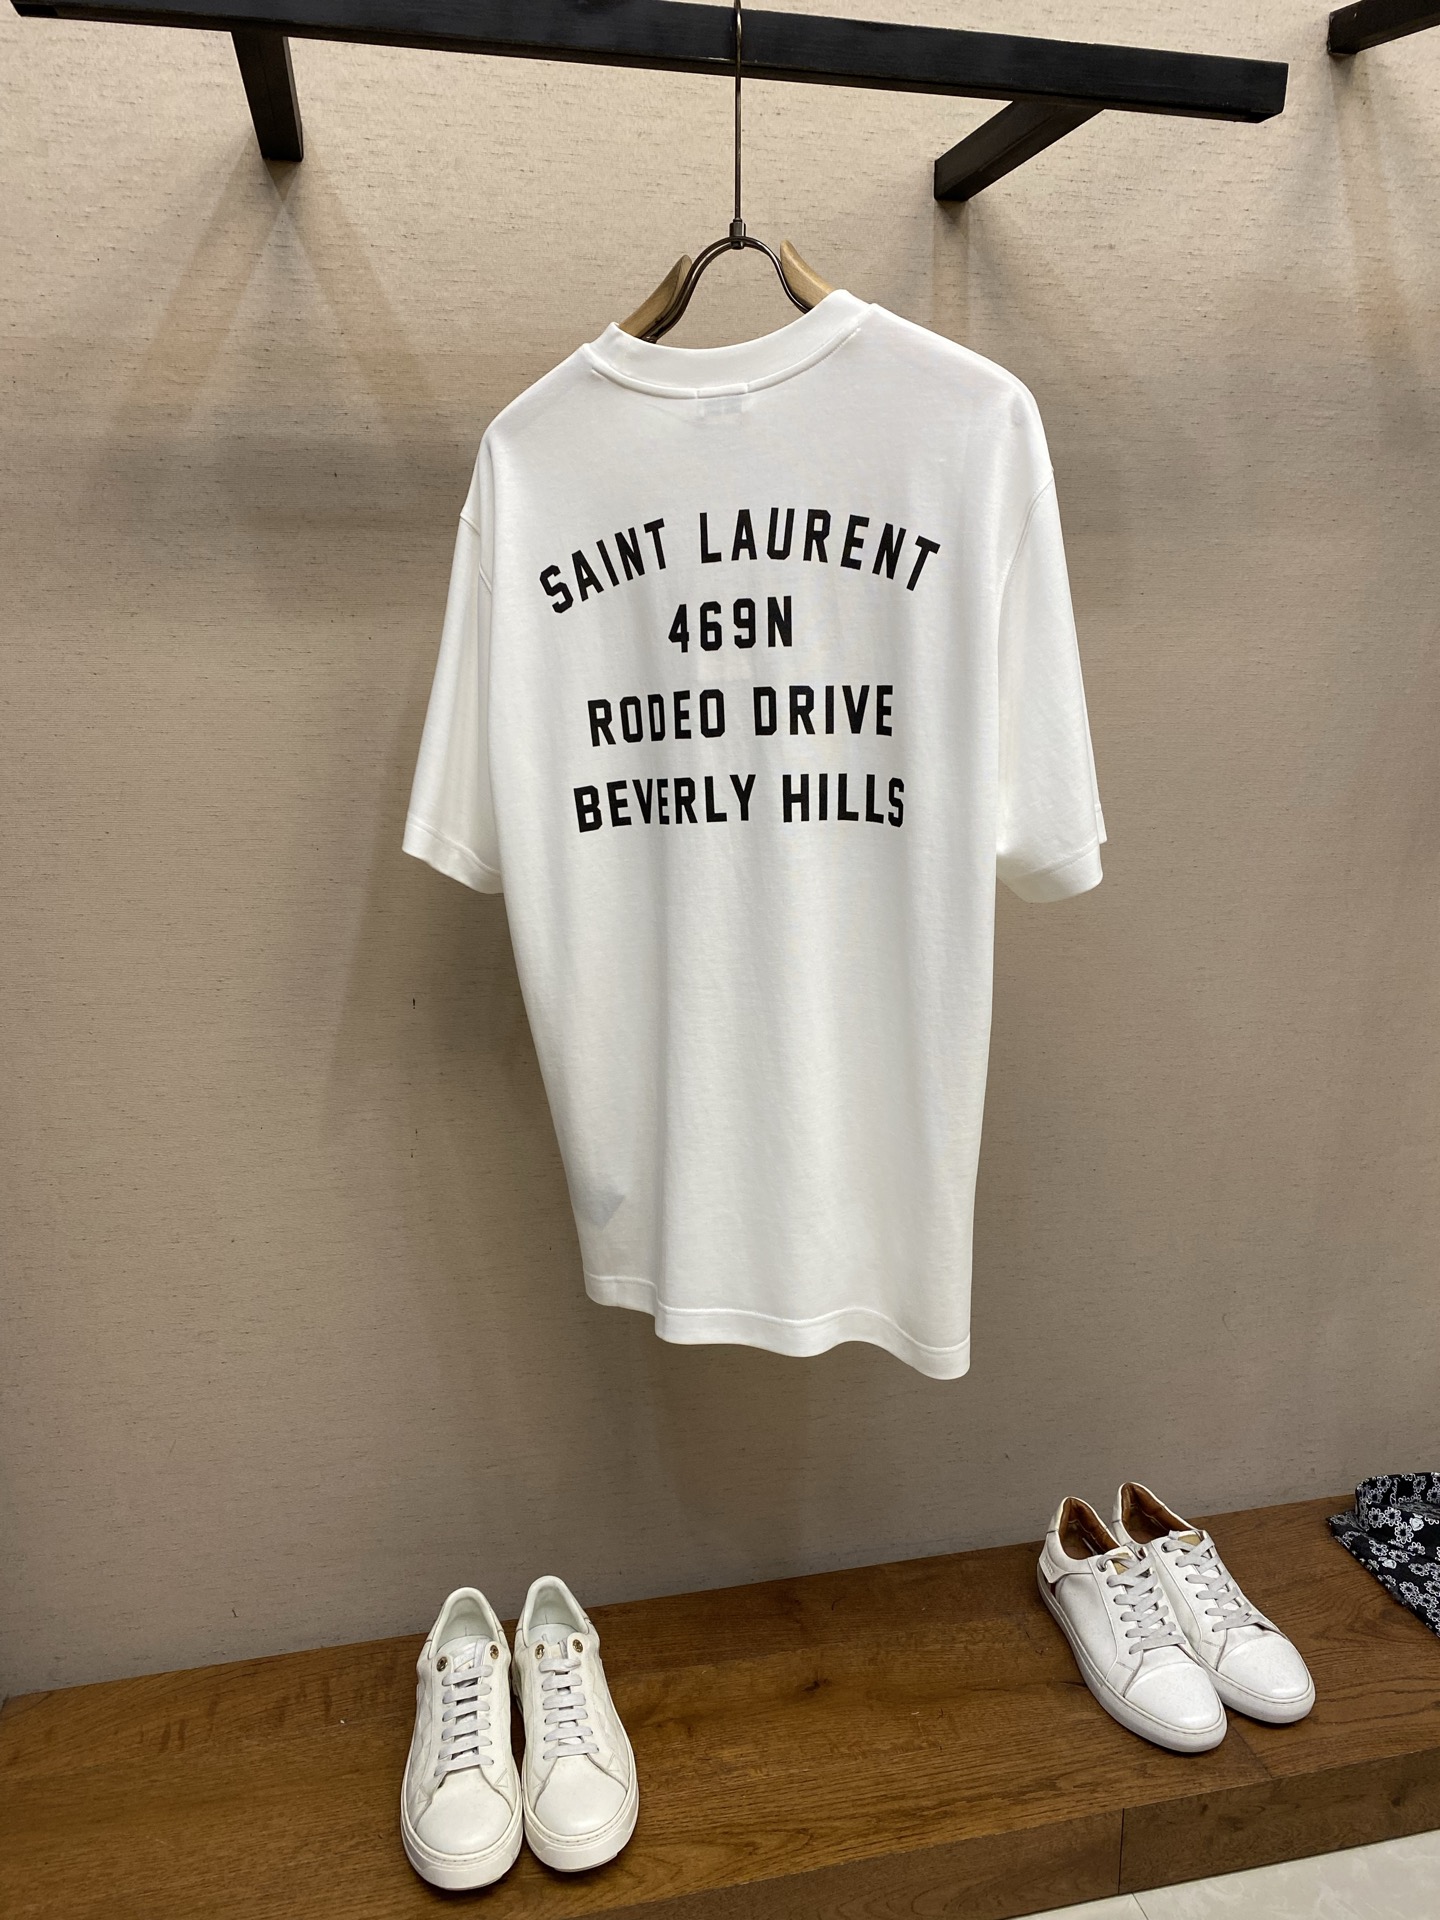 SAINT LAURENT
469N
RODEO DRIVE
BEVERLY HILLS